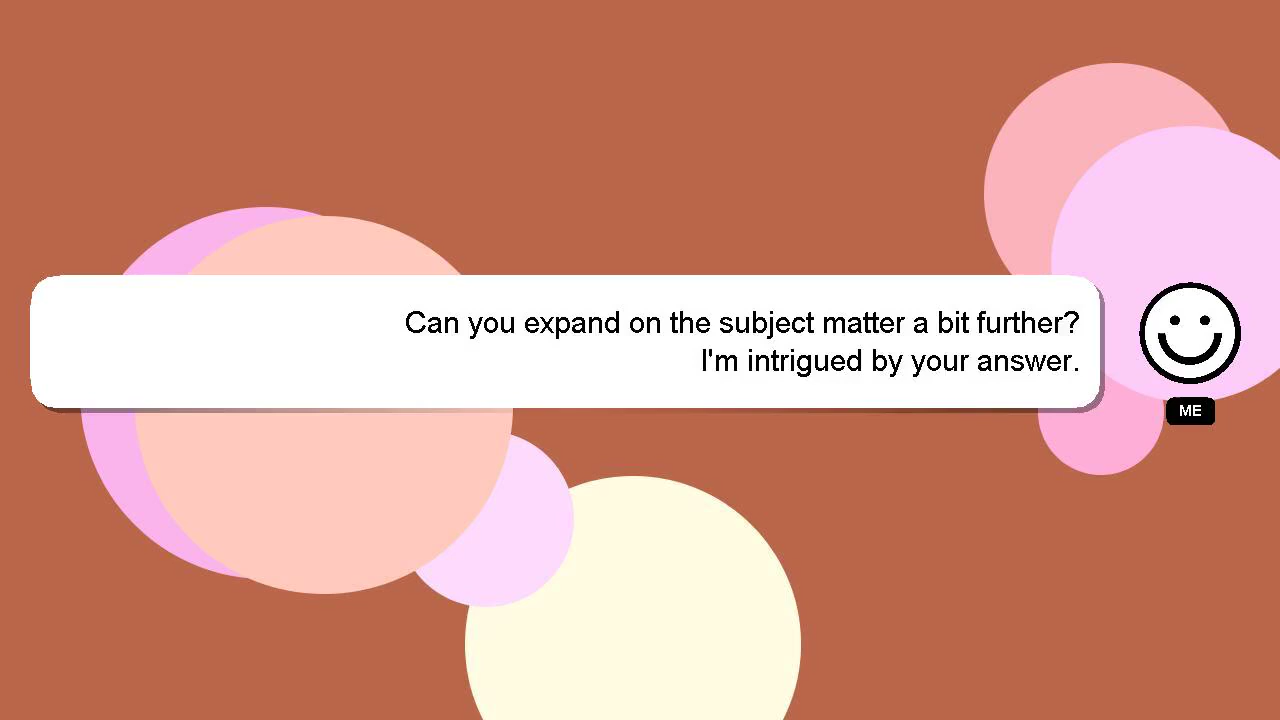 Can you expand on the subject matter a bit further?
I'm intrigued by your answer.
ME